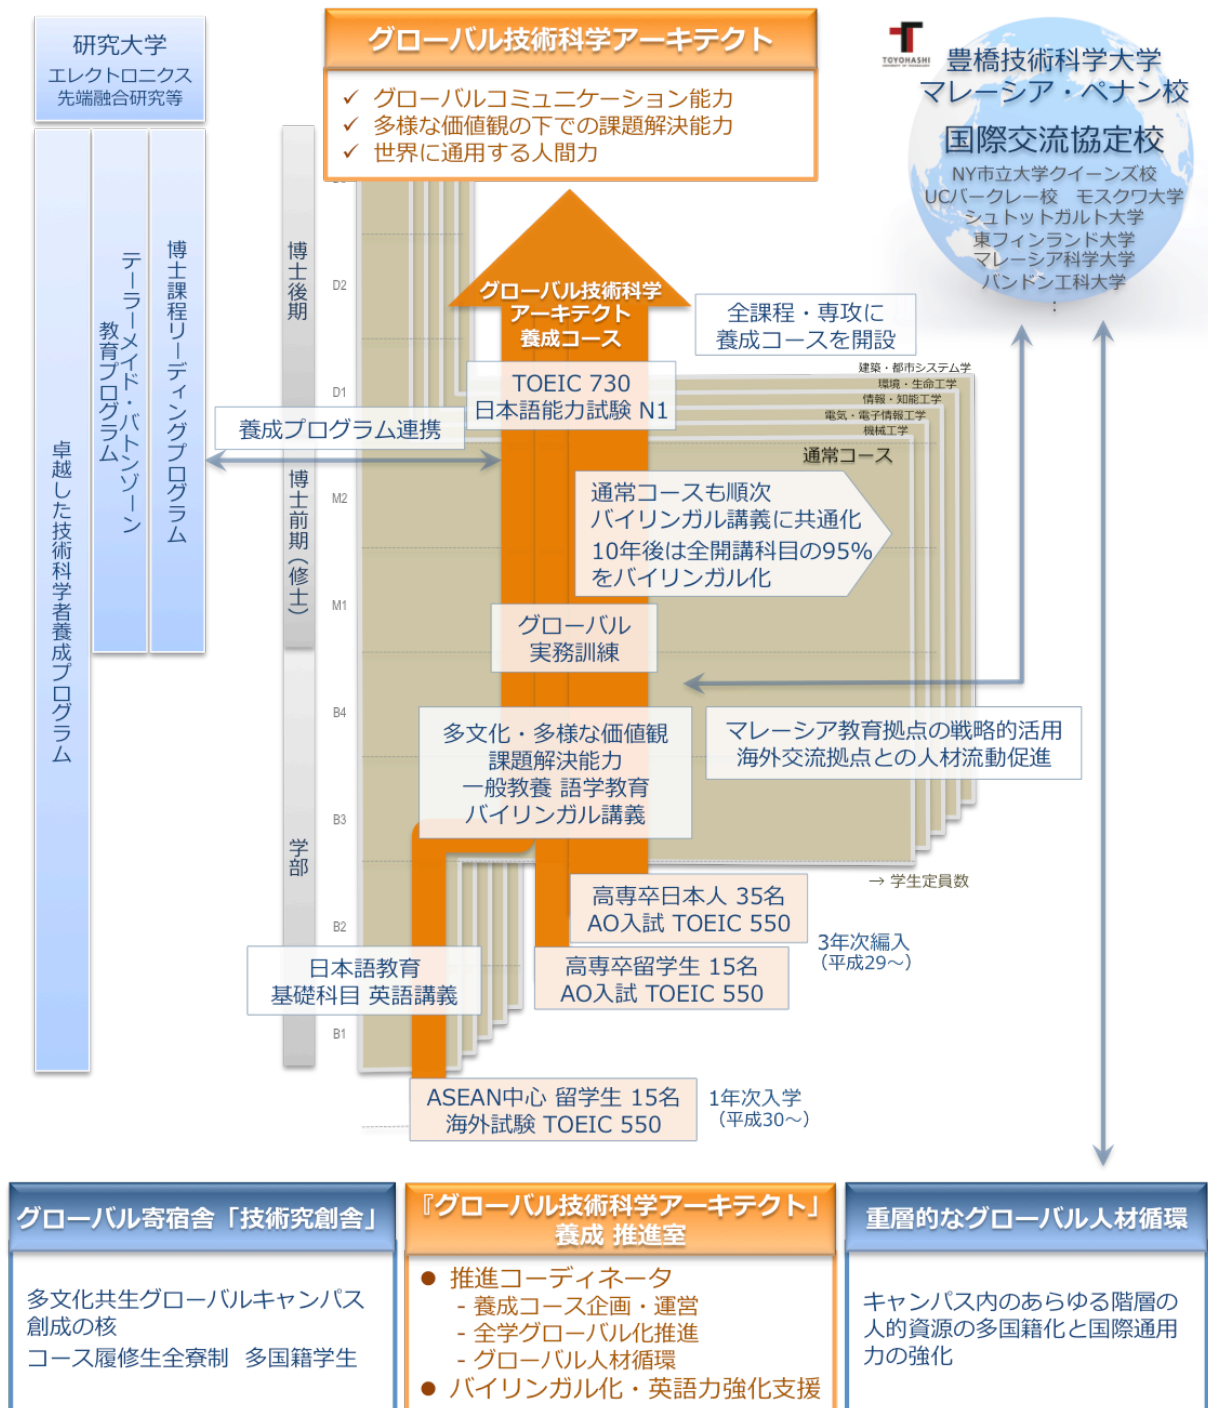 研究大学
エレクトロニクス
先端融合研究等
グローバル技術科学アーキテクト
✓ グローバルコミュニケーション能力
✓ 多様な価値観の下での課題解決能力
✓ 世界に通用する人間力
TOYOHASHI
豊橋技術科学大学
マレーシア・ペナン校
国際交流協定校
NY市立大学クイーンズ校
UCバークレー校 モスクワ大学
シュトットガルト大学
東フィンランド大学
マレーシア科学大学
バンドン工科大学
:
卓越した技術科学者養成プログラム
テーラーメイド・バトンゾーン
教育プログラム
博士課程リーディングプログラム
博士後期
博士前期(修士)
学部
D2
D1
M2
M1
B4
B3
B2
B1
グローバル技術科学
アーキテクト
養成コース
全課程・専攻に
養成コースを開設
TOEIC 730
日本語能力試験 N1
建築・都市システム学
環境・生命工学
情報・知能工学
電気・電子情報工学
機械工学
通常コース
養成プログラム連携
通常コースも順次
バイリンガル講義に共通化
10年後は全開講科目の95%
をバイリンガル化
グローバル
実務訓練
多文化・多様な価値観
課題解決能力
一般教養 語学教育
バイリンガル講義
マレーシア教育拠点の戦略的活用
海外交流拠点との人材流動促進
→ 学生定員数
高専卒日本人 35名
AO入試 TOEIC 550
高専卒留学生 15名
AO入試 TOEIC 550
3年次編入
(平成29～)
日本語教育
基礎科目 英語講義
ASEAN中心 留学生 15名
海外試験 TOEIC 550
1年次入学
(平成30～)
グローバル寄宿舎「技術究創舎」
多文化共生グローバルキャンパス
創成の核
コース履修生全寮制 多国籍学生
『グローバル技術科学アーキテクト』
養成 推進室
● 推進コーディネータ
- 養成コース企画・運営
- 全学グローバル化推進
- グローバル人材循環
● バイリンガル化・英語力強化支援
重層的なグローバル人材循環
キャンパス内のあらゆる階層の
人的資源の多国籍化と国際通用
力の強化